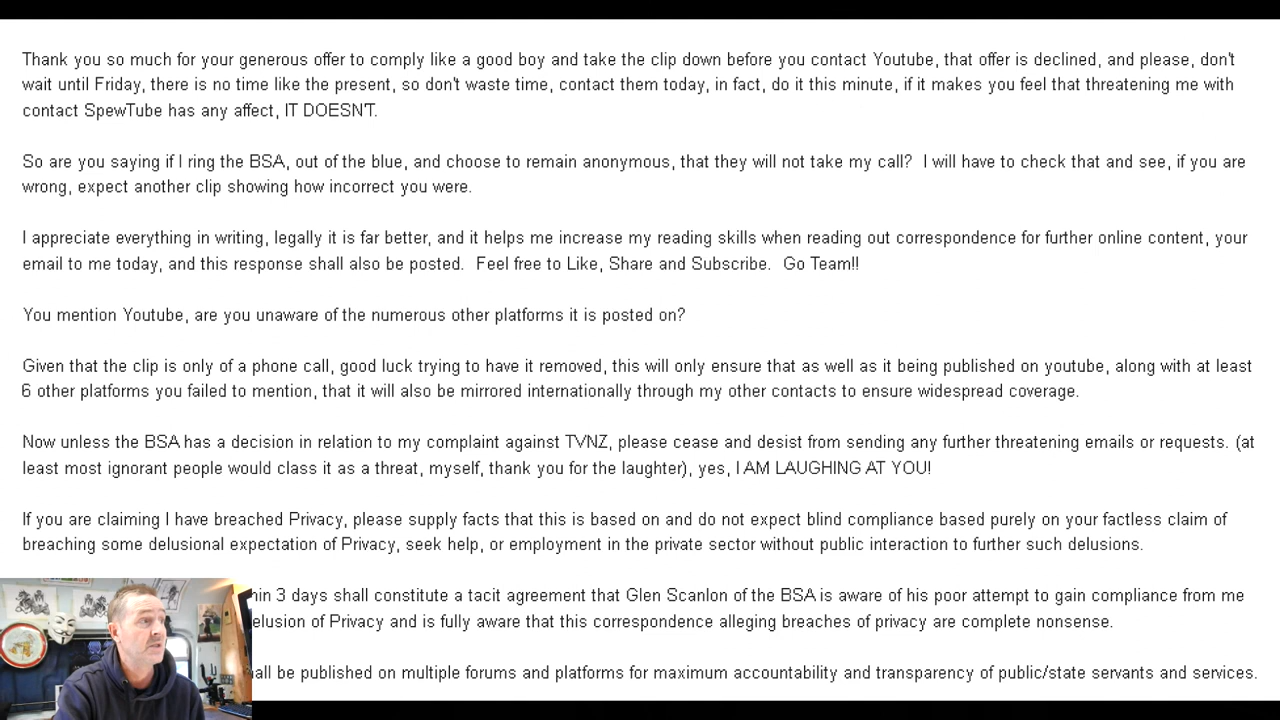 Thank you so much for your generous offer to comply like a good boy and take the clip down before you contact Youtube, that offer is declined, and please, don't
wait until Friday, there is no time like the present, so don't waste time, contact them today, in fact, do it this minute, if it makes you feel that threatening me with
contact SpewTube has any affect, IT DOESN'T.
So are you saying if I ring the BSA, out of the blue, and choose to remain anonymous, that they will not take my call?  I will have to check that and see, if you are
wrong, expect another clip showing how incorrect you were.
I appreciate everything in writing, legally it is far better, and it helps me increase my reading skills when reading out correspondence for further online content, your
email to me today, and this response shall also be posted.  Feel free to Like, Share and Subscribe.  Go Team!!
You mention Youtube, are you unaware of the numerous other platforms it is posted on?
Given that the clip is only of a phone call, good luck trying to have it removed, this will only ensure that as well as it being published on youtube, along with at least
6 other platforms you failed to mention, that it will also be mirrored internationally through my other contacts to ensure widespread coverage.
Now unless the BSA has a decision in relation to my complaint against TVNZ, please cease and desist from sending any further threatening emails or requests. (at
least most ignorant people would class it as a threat, myself, thank you for the laughter), yes, I AM LAUGHING AT YOU!
If you are claiming I have breached Privacy, please supply facts that this is based on and do not expect blind compliance based purely on your factless claim of
breaching some delusional expectation of Privacy, seek help, or employment in the private sector without public interaction to further such delusions.
3 days shall constitute a tacit agreement that Glen Scanlon of the BSA is aware of his poor attempt to gain compliance from me
of Privacy and is fully aware that this correspondence alleging breaches of privacy are complete nonsense.
be published on multiple forums and platforms for maximum accountability and transparency of public/state servants and services.